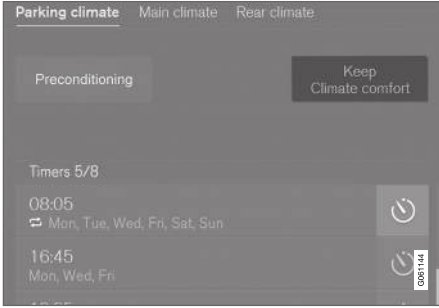 Parking climate Main climate Rear climate
Preconditioning
Keep
Climate comfort
Timers 5/8
08:05
Mon, Tue, Wed, Fri, Sat, Sun
16:45
Mon, Wed, Fri
G061144